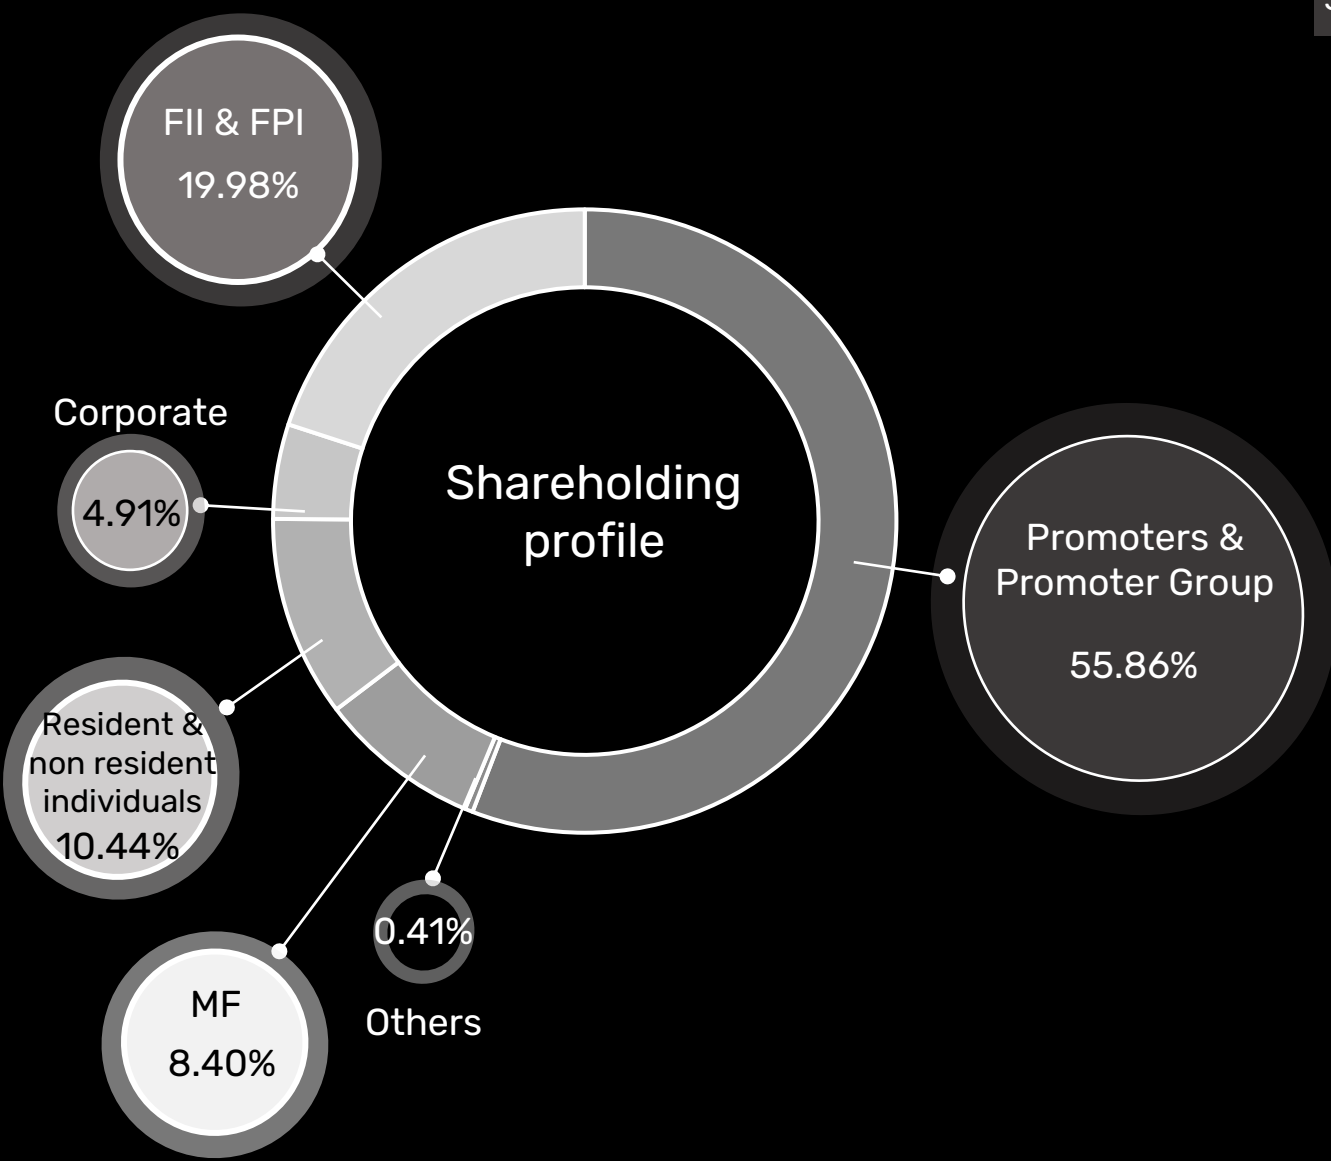 FII & FPI
19.98%
Corporate
4.91%
Shareholding
profile
Promoters &
Promoter Group
55.86%
Resident &
non resident
individuals
10.44%
0.41%
Others
MF
8.40%